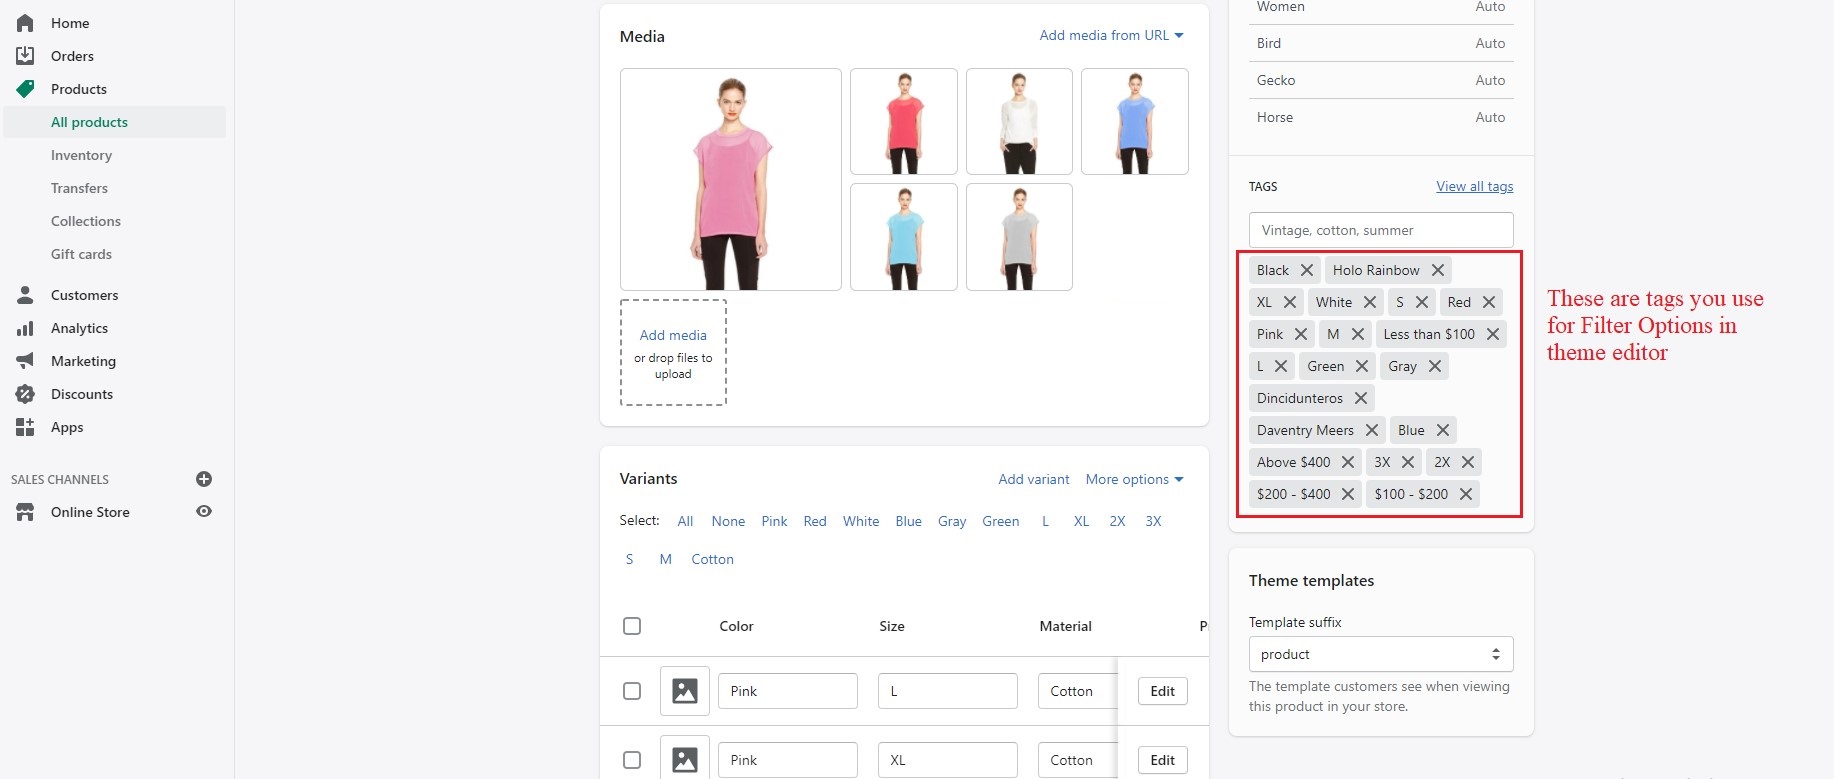 Home
Orders
Products
All products
Inventory
Transfers
Collections
Gift cards
Customers
Analytics
Marketing
Discounts
Apps
SALES CHANNELS
Online Store
Media
Add media from URL
Add media
or drop files to
upload
Variants
Add variant More options
Select: All None Pink Red White Blue Gray Green L XL 2X 3X
S M Cotton
Color Size Material
Pink L Cotton Edit
Pink XL Cotton Edit
Women Auto
Bird Auto
Gecko Auto
Horse Auto
TAGS View all tags
Vintage, cotton, summer
Black Holo Rainbow
XL White S Red
Pink M Less than $100
L Green Gray
Dincidunteros
Daventry Meers Blue
Above $400 3X 2X
$200 - $400 $100 - $200
These are tags you use
for Filter Options in
theme editor
Theme templates
Template suffix
product
The template customers see when viewing
this product in your store.